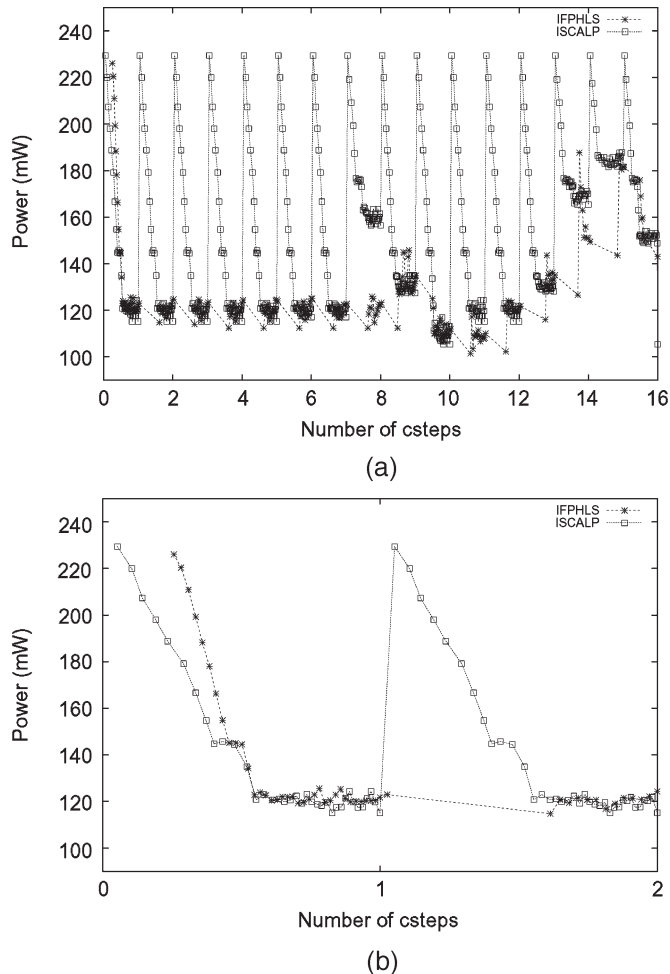 IFPHLS
ISCALP
240
220
200
180
160
140
120
100
Power (mW)
0 2 4 6 8 10 12 14 16
Number of csteps
(a)
IFPHLS
ISCALP
240
220
200
180
160
140
120
100
Power (mW)
0 1 2
Number of csteps
(b)